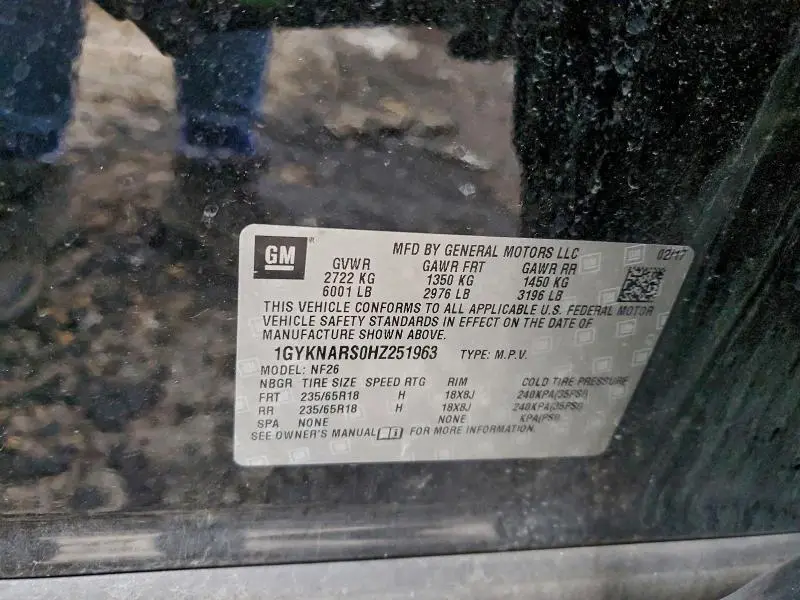 GM®
MFD BY GENERAL MOTORS LLC 02/17
GVWR GAWR FRT GAWR RR
2722 KG 1350 KG 1450 KG
6001 LB 2976 LB 3196 LB
THIS VEHICLE CONFORMS TO ALL APPLICABLE U.S. FEDERAL MOTOR
VEHICLE SAFETY STANDARDS IN EFFECT ON THE DATE OF
MANUFACTURE SHOWN ABOVE.
1GYKNARS0HZ251963 TYPE: M.P.V.
MODEL: NF26
NBGR TIRE SIZE SPEED RTG RIM COLD TIRE PRESSURE
FRT 235/65R18 H 18X8J 240KPA(35PSI)
RR 235/65R18 H 18X8J 240KPA(35PSI)
SPA NONE NONE KPA(PSI)
SEE OWNER'S MANUAL FOR MORE INFORMATION.